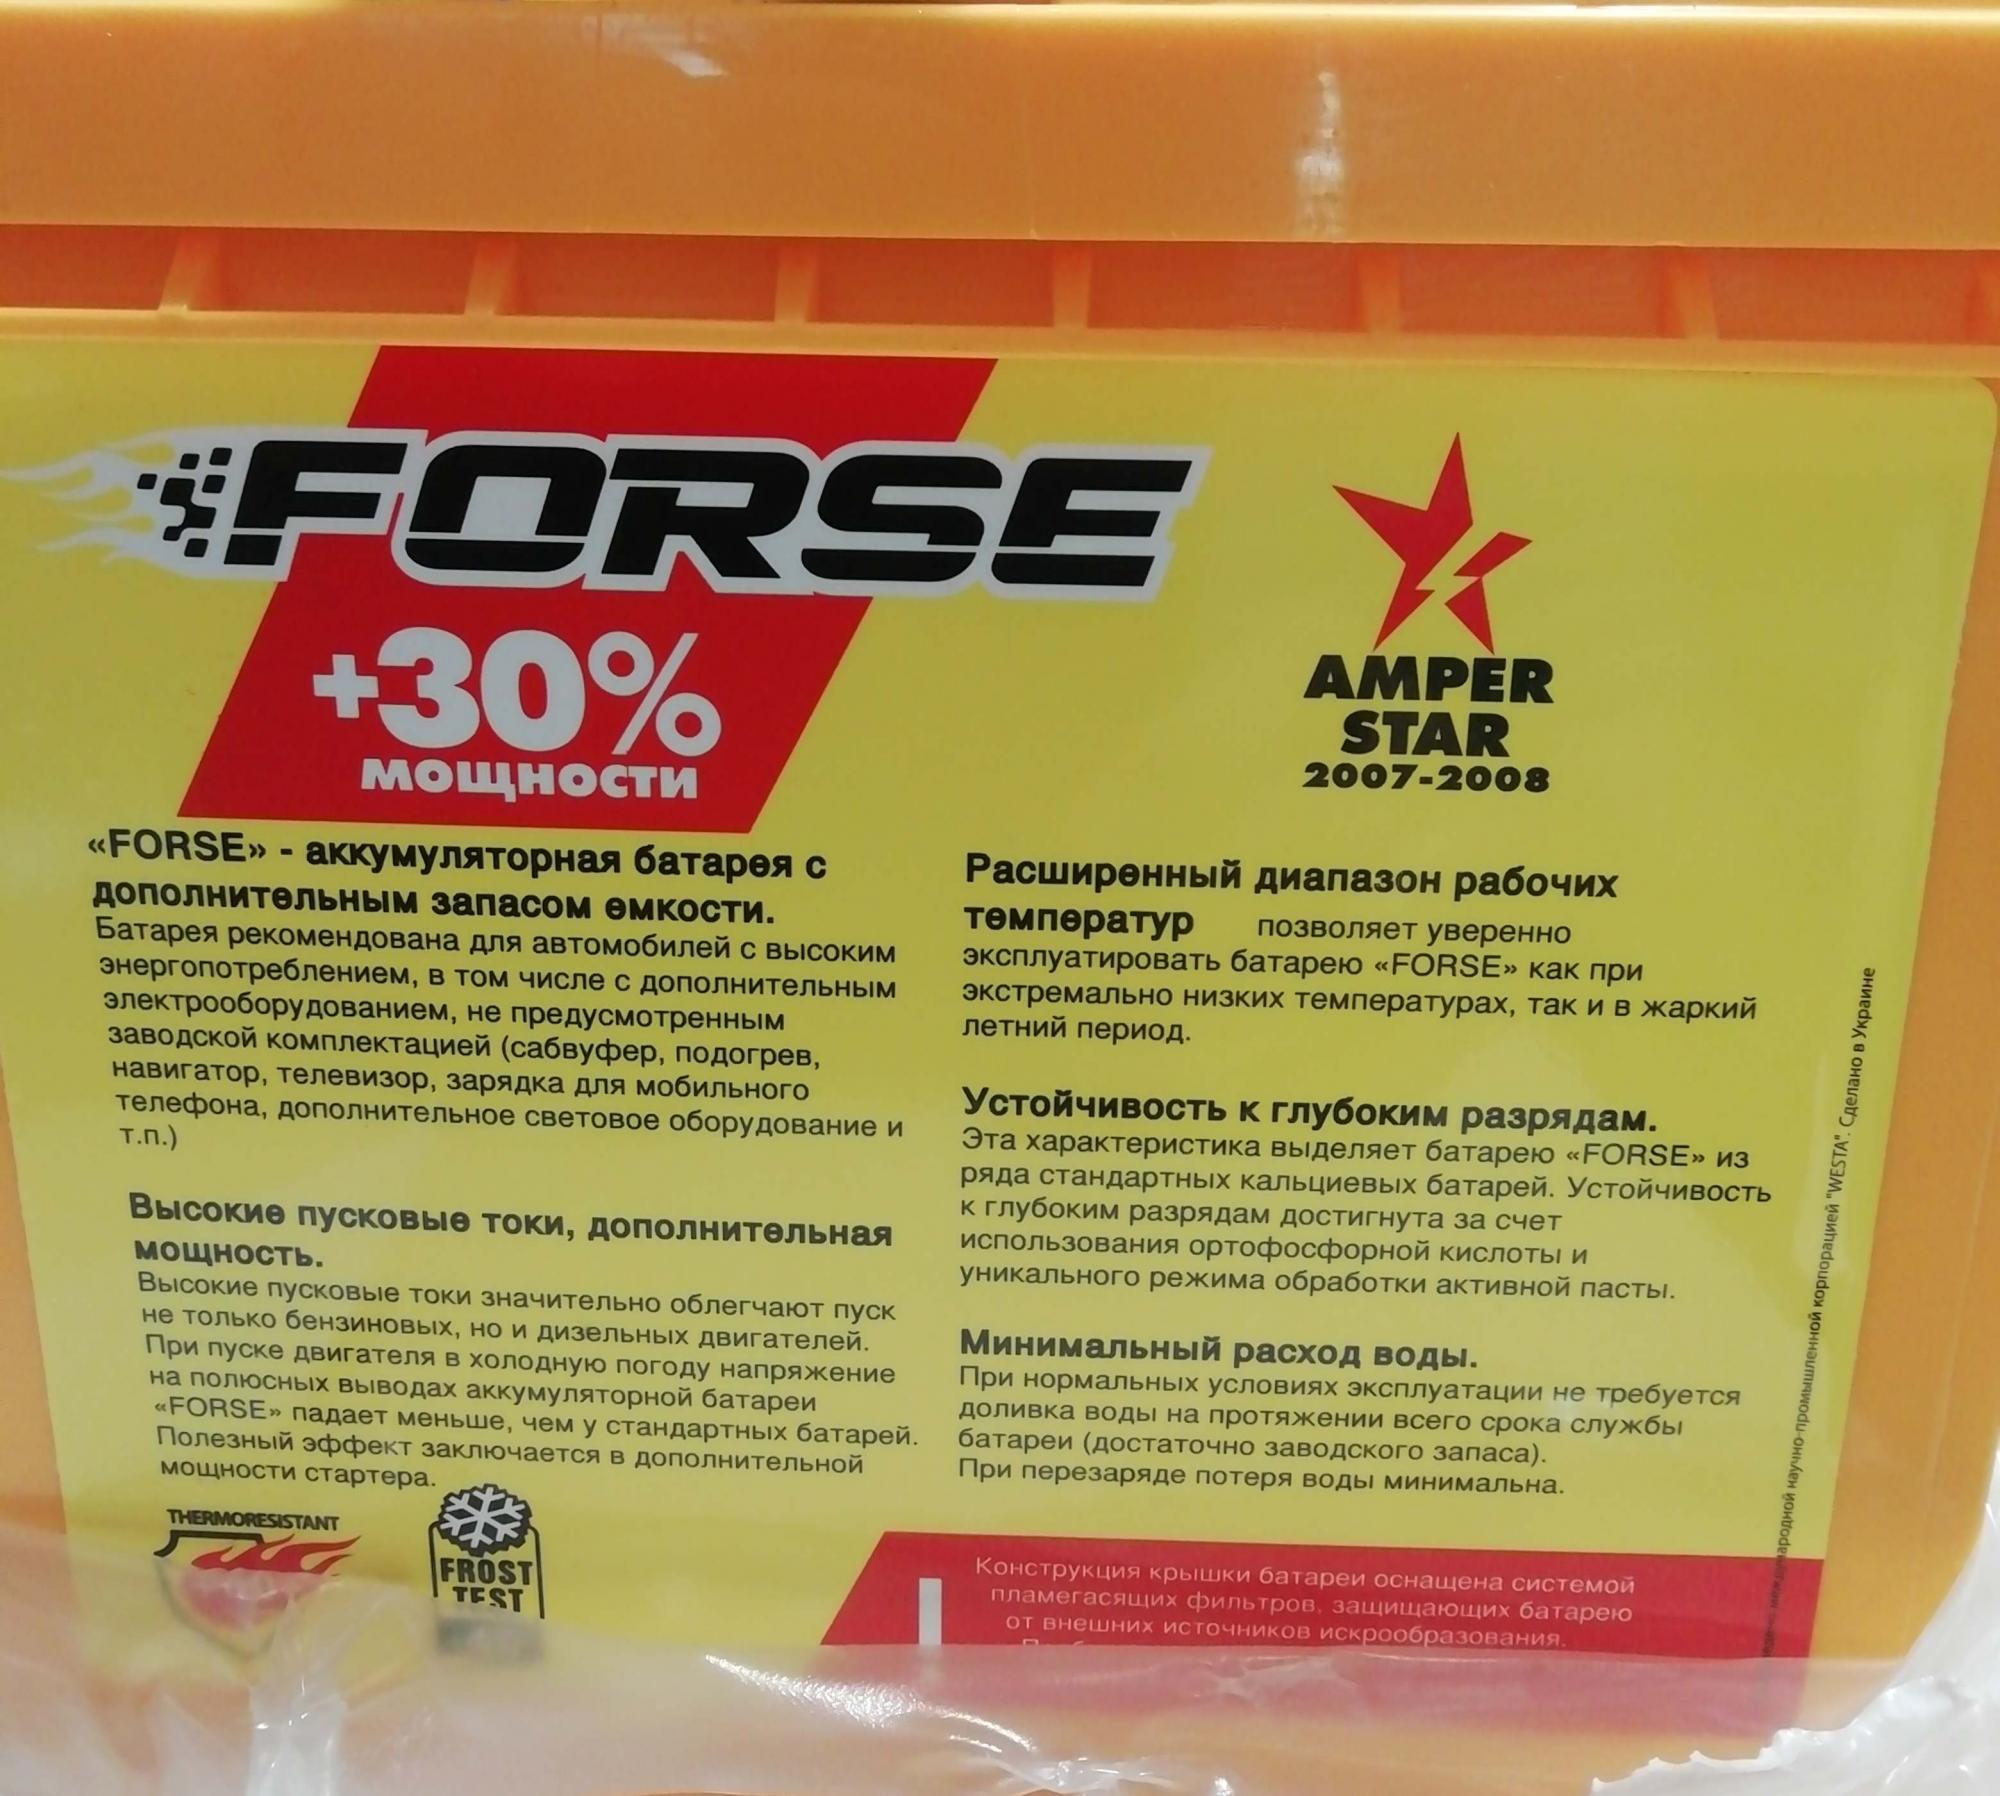 FORSE
+30%
мощности
AMPER
STAR
2007-2008
«FORSE» - аккумуляторная батарея с
дополнительным запасом емкости.
Батарея рекомендована для автомобилей с высоким
энергопотреблением, в том числе с дополнительным
электрооборудованием, не предусмотренным
заводской комплектацией (сабвуфер, подогрев,
навигатор, телевизор, зарядка для мобильного
телефона, дополнительное световое оборудование и
т.п.)
Высокие пусковые токи, дополнительная
мощность.
Высокие пусковые токи значительно облегчают пуск
не только бензиновых, но и дизельных двигателей.
При пуске двигателя в холодную погоду напряжение
на полюсных выводах аккумуляторной батареи
«FORSE» падает меньше, чем у стандартных батарей.
Полезный эффект заключается в дополнительной
мощности стартера.
THERMORESISTANT
FROST
TEST
Расширенный диапазон рабочих
температур позволяет уверенно
эксплуатировать батарею «FORSE» как при
экстремально низких температурах, так и в жаркий
летний период.
Устойчивость к глубоким разрядам.
Эта характеристика выделяет батарею «FORSE» из
ряда стандартных кальциевых батарей. Устойчивость
к глубоким разрядам достигнута за счет
использования ортофосфорной кислоты и
уникального режима обработки активной пасты.
Минимальный расход воды.
При нормальных условиях эксплуатации не требуется
доливка воды на протяжении всего срока службы
батареи (достаточно заводского запаса).
При перезаряде потеря воды минимальна.
Конструкция крышки батареи оснащена системой
пламегасящих фильтров, защищающих батарею
от внешних источников искрообразования.
научно-промышленной корпорацией "WESTA". Сделано в Украине